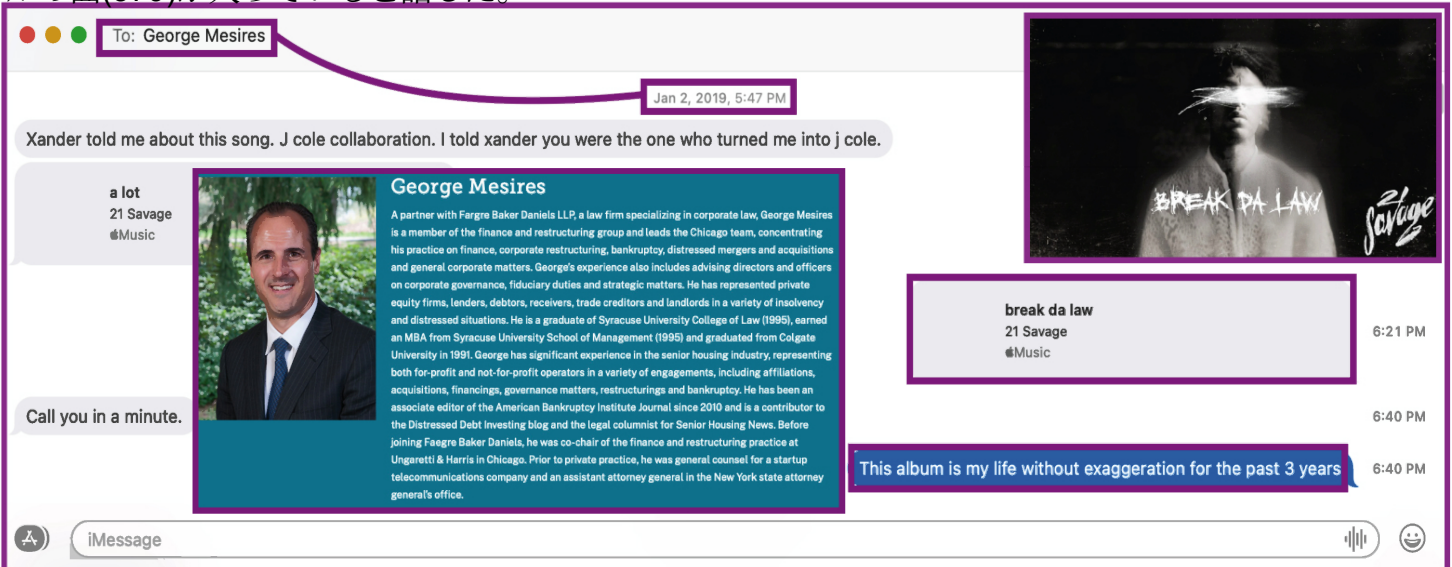 と話した。
To: George Mesires
Jan 2, 2019, 5:47 PM
Xander told me about this song. J cole collaboration. I told xander you were the one who turned me into j cole.
a lot
21 Savage
Music
George Mesires
A partner with Fargre Baker Daniels LLP, a law firm specializing in corporate law, George Mesires
is a member of the finance and restructuring group and leads the Chicago team, concentrating
his practice on finance, corporate restructuring, bankruptcy, distressed mergers and acquisitions
and general corporate matters. George's experience also includes advising directors and officers
on corporate governance, fiduciary duties and strategic matters. He has represented private
equity firms, lenders, debtors, receivers, trade creditors and landlords in a variety of insolvency
and distressed situations. He is a graduate of Syracuse University College of Law (1995), earned
an MBA from Syracuse University School of Management (1995) and graduated from Colgate
University in 1991. George has significant experience in the senior housing industry, representing
both for-profit and not-for-profit operators in a variety of engagements, including affiliations,
acquisitions, financings, governance matters, restructurings and bankruptcy. He has been an
associate editor of the American Bankruptcy Institute Journal since 2010 and is a contributor to
the Distressed Debt Investing blog and the legal columnist for Senior Housing News. Before
joining Faegre Baker Daniels, he was co-chair of the finance and restructuring practice at
Ungaretti & Harris in Chicago. Prior to private practice, he was general counsel for a startup
telecommunications company and an assistant attorney general in the New York state attorney
general's office.
BREAK DA LAW
21 Savage
break da law
21 Savage
Music
6:21 PM
Call you in a minute.
6:40 PM
This album is my life without exaggeration for the past 3 years
6:40 PM
iMessage